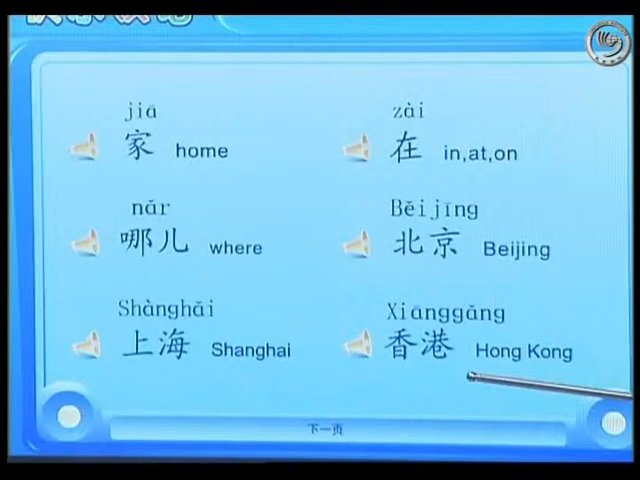 jiā
家 home
zài
在 in,at,on
nǎr
哪儿 where
Běijīng
北京 Beijing
Shànghǎi
上海 Shanghai
Xiānggǎng
香港 Hong Kong
下一页